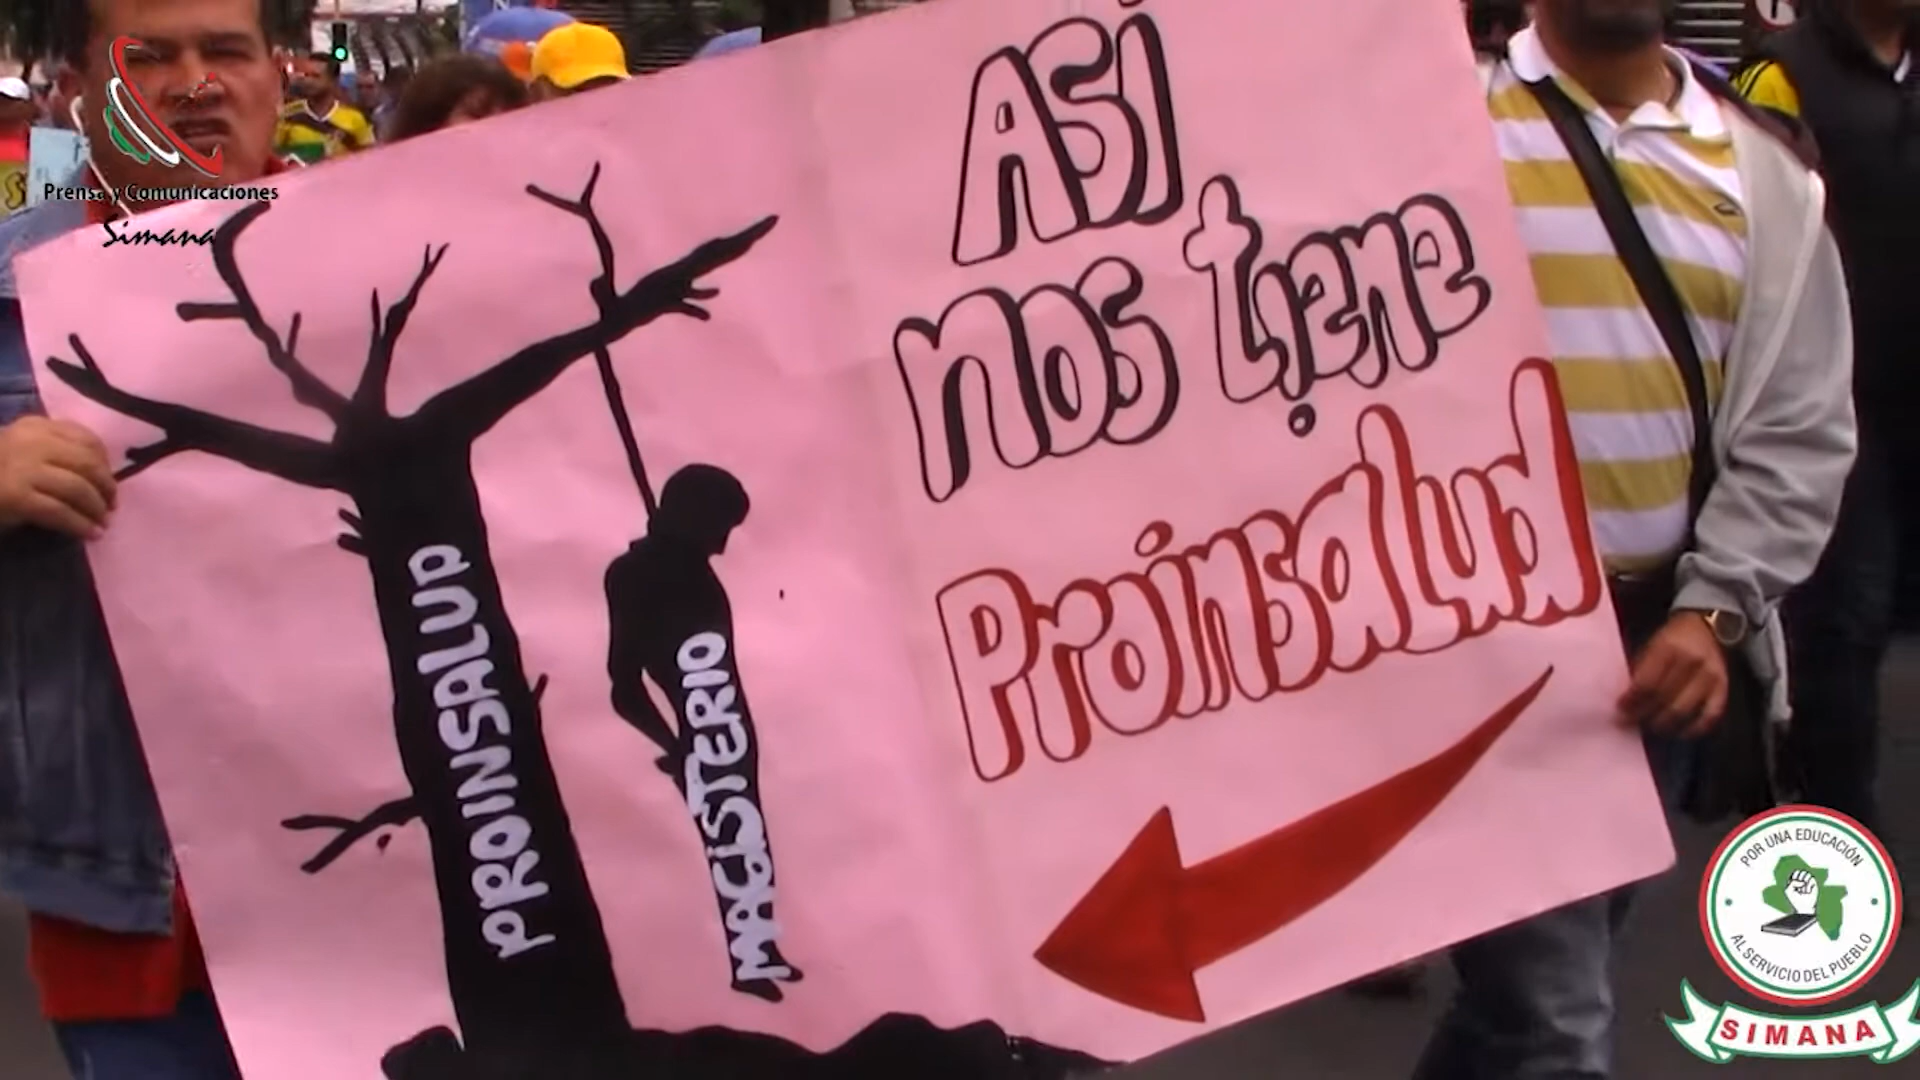 Prensa y Comunicaciones
Simana
ASÍ
nos tiene
Proinsalud
PROINSALUD
MAGISTERIO
POR UNA EDUCACIÓN
AL SERVICIO DEL PUEBLO
SIMANA